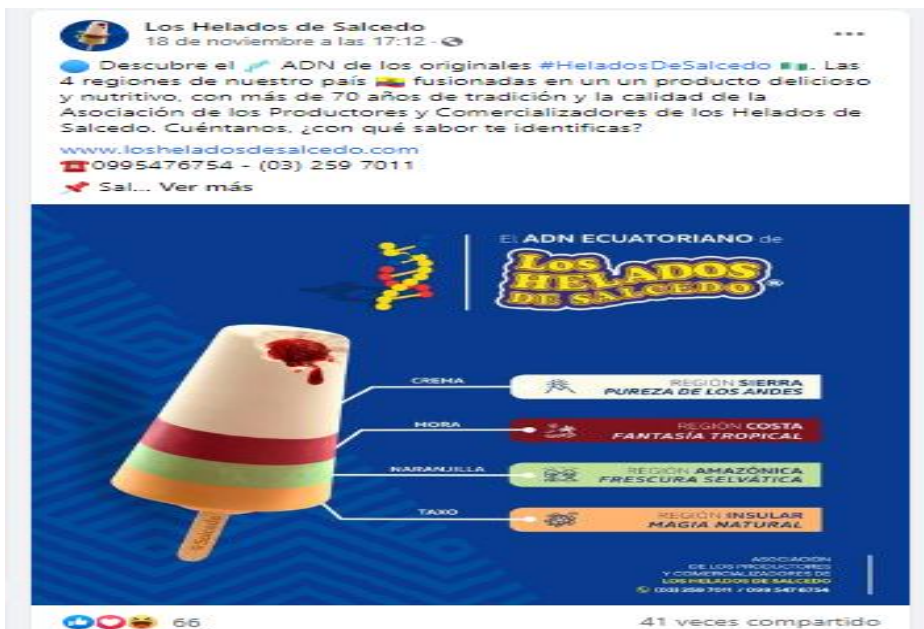 Los Helados de Salcedo
18 de noviembre a las 17:12 ·
Descubre el ADN de los originales #HeladosDeSalcedo. Las
4 regiones de nuestro país fusionadas en un un producto delicioso
y nutritivo, con más de 70 años de tradición y la calidad de la
Asociación de los Productores y Comercializadores de los Helados de
Salcedo. Cuéntanos, ¿con qué sabor te identificas?
www.losheladosdesalcedo.com
0995476754 - (03) 259 7011
Sal... Ver más
El ADN ECUATORIANO de
LOS
HELADOS
DE SALCEDO®
CREMA
REGIÓN SIERRA
PUREZA DE LOS ANDES
MORA
REGIÓN COSTA
FANTASÍA TROPICAL
NARANJILLA
REGIÓN AMAZÓNICA
FRESCURA SELVÁTICA
TAXO
REGIÓN INSULAR
MAGIA NATURAL
Salcedo
ASOCIACIÓN
DE LOS PRODUCTORES
Y COMERCIALIZADORES DE
LOS HELADOS DE SALCEDO
(03) 259 7011 / 099 547 6754
66
41 veces compartido